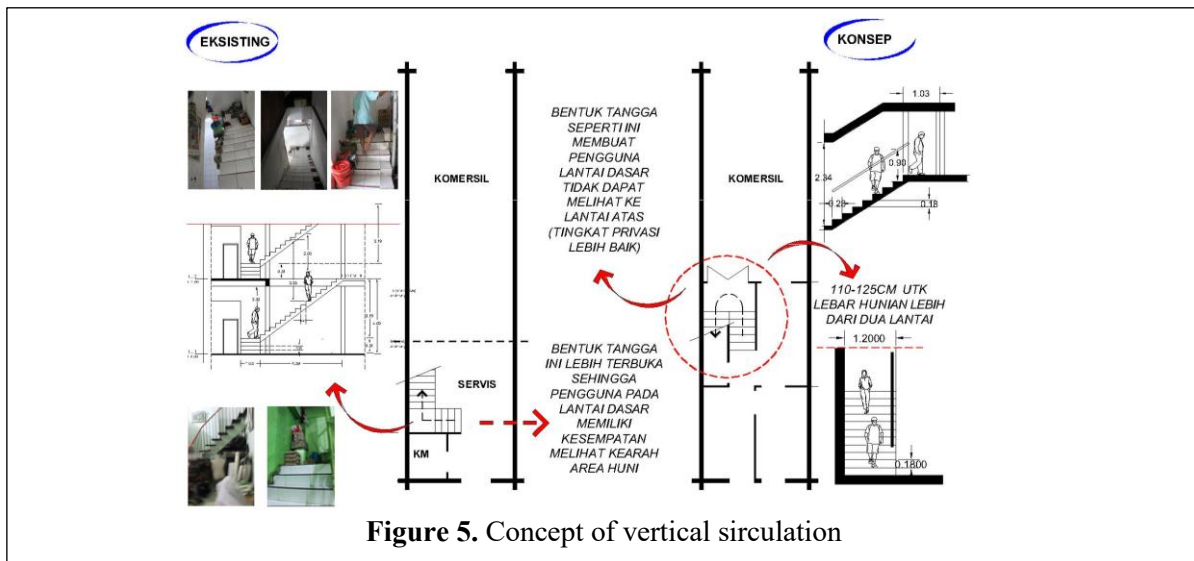 EKSISTING
KONSEP
KOMERSIL
SERVIS
KM
BENTUK TANGGA
SEPERTI INI
MEMBUAT
PENGGUNA
LANTAI DASAR
TIDAK DAPAT
MELIHAT KE
LANTAI ATAS
(TINGKAT PRIVASI
LEBIH BAIK)
BENTUK TANGGA
INI LEBIH TERBUKA
SEHINGGA
PENGGUNA PADA
LANTAI DASAR
MEMILIKI
KESEMPATAN
MELIHAT KEARAH
AREA HUNI
KOMERSIL
1.03
0.90
2.34
0.28
0.18
110-125CM UTK
LEBAR HUNIAN LEBIH
DARI DUA LANTAI
1.2000
0.1800
Figure 5. Concept of vertical sirculation